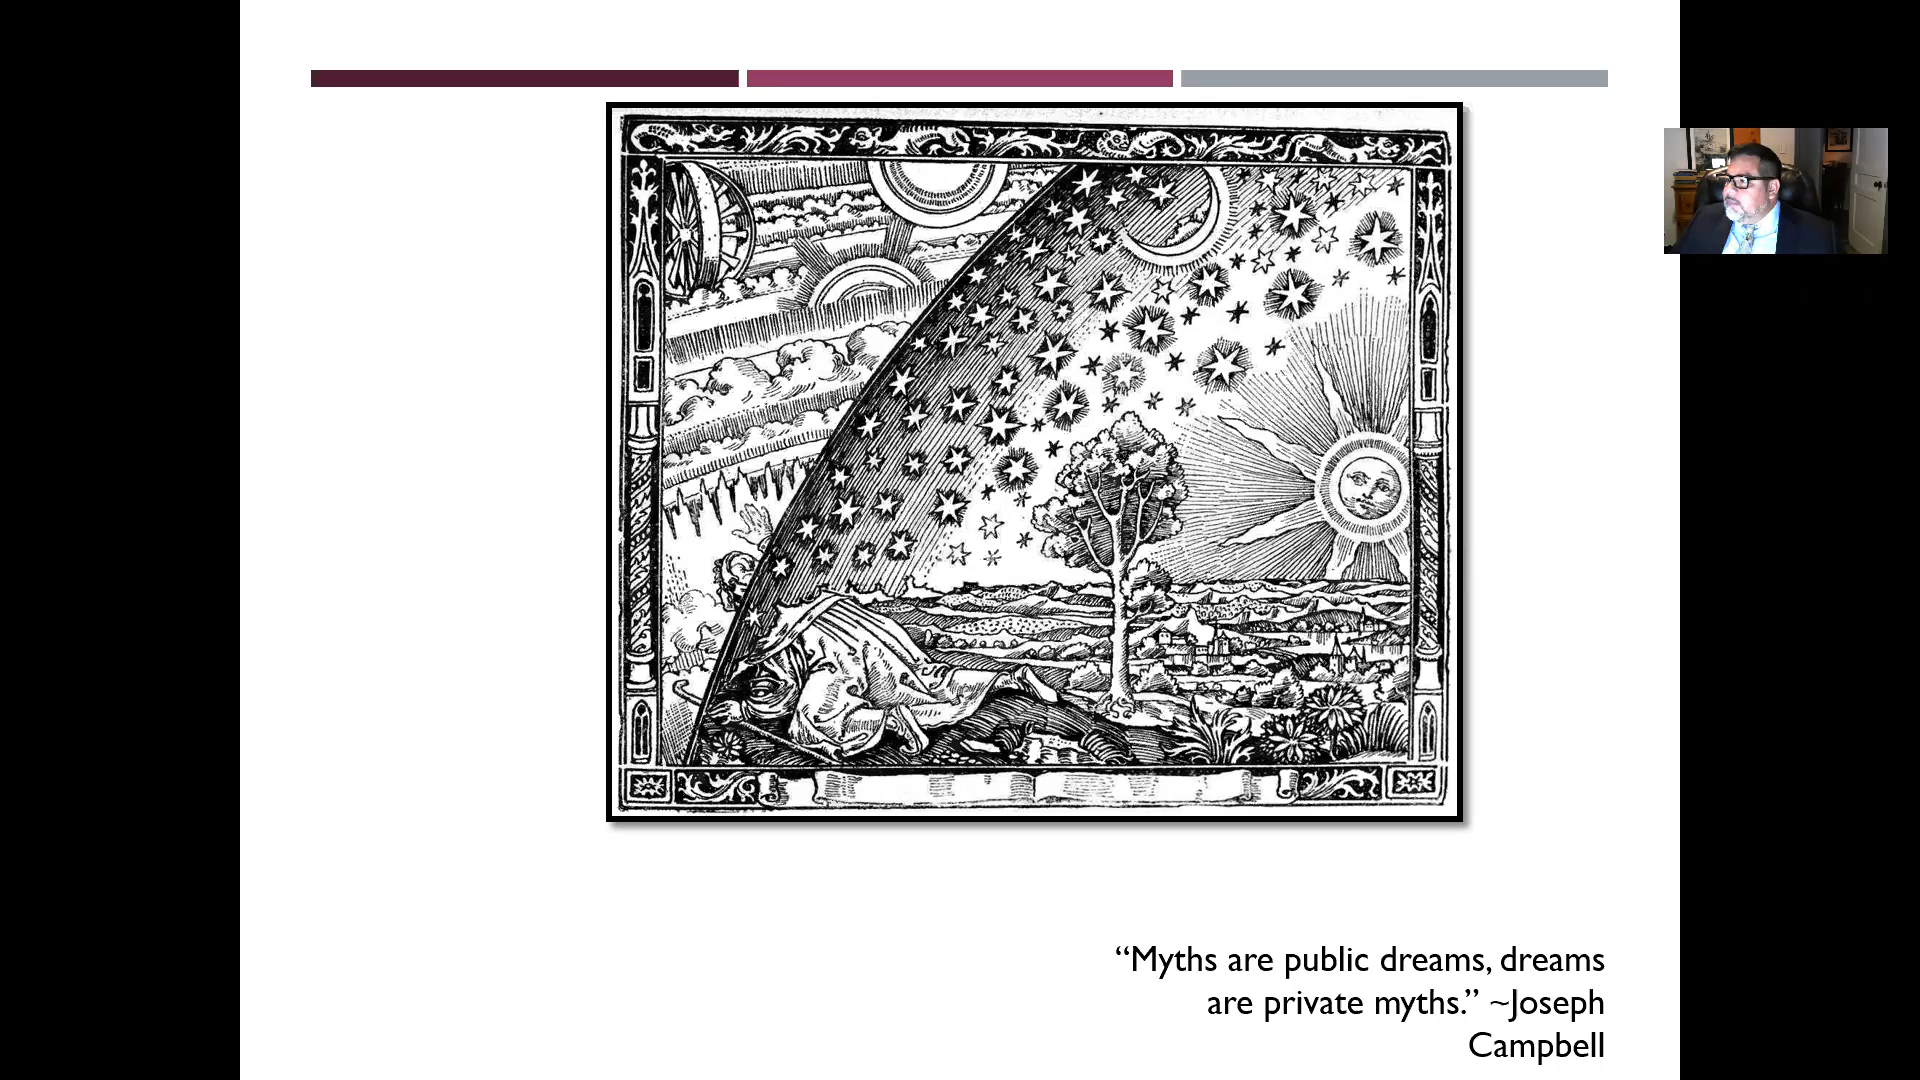 “Myths are public dreams, dreams
are private myths.” ~Joseph
Campbell